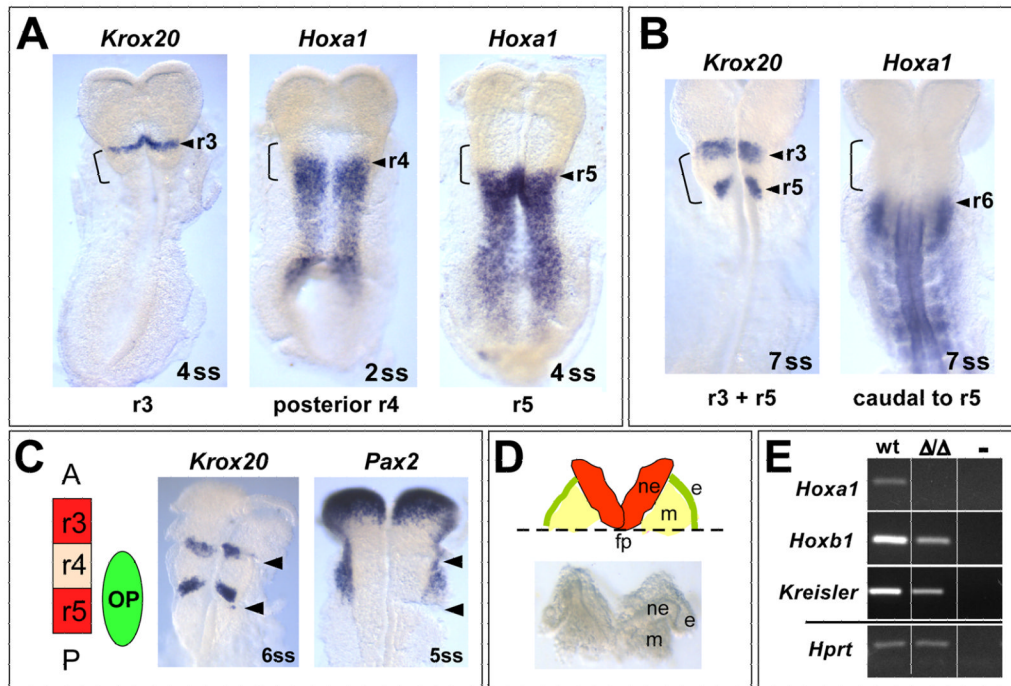 A
Krox20
Hoxa1
Hoxa1
r3
r4
r5
4ss
2ss
4ss
r3
posterior r4
r5
B
Krox20
Hoxa1
r3
r5
r6
7ss
7ss
r3 + r5
caudal to r5
C
A
r3
r4
r5
OP
P
Krox20
Pax2
6ss
5ss
D
ne
e
m
fp
ne
e
m
E
wt
Δ/Δ
-
Hoxa1
Hoxb1
Kreisler
Hprt